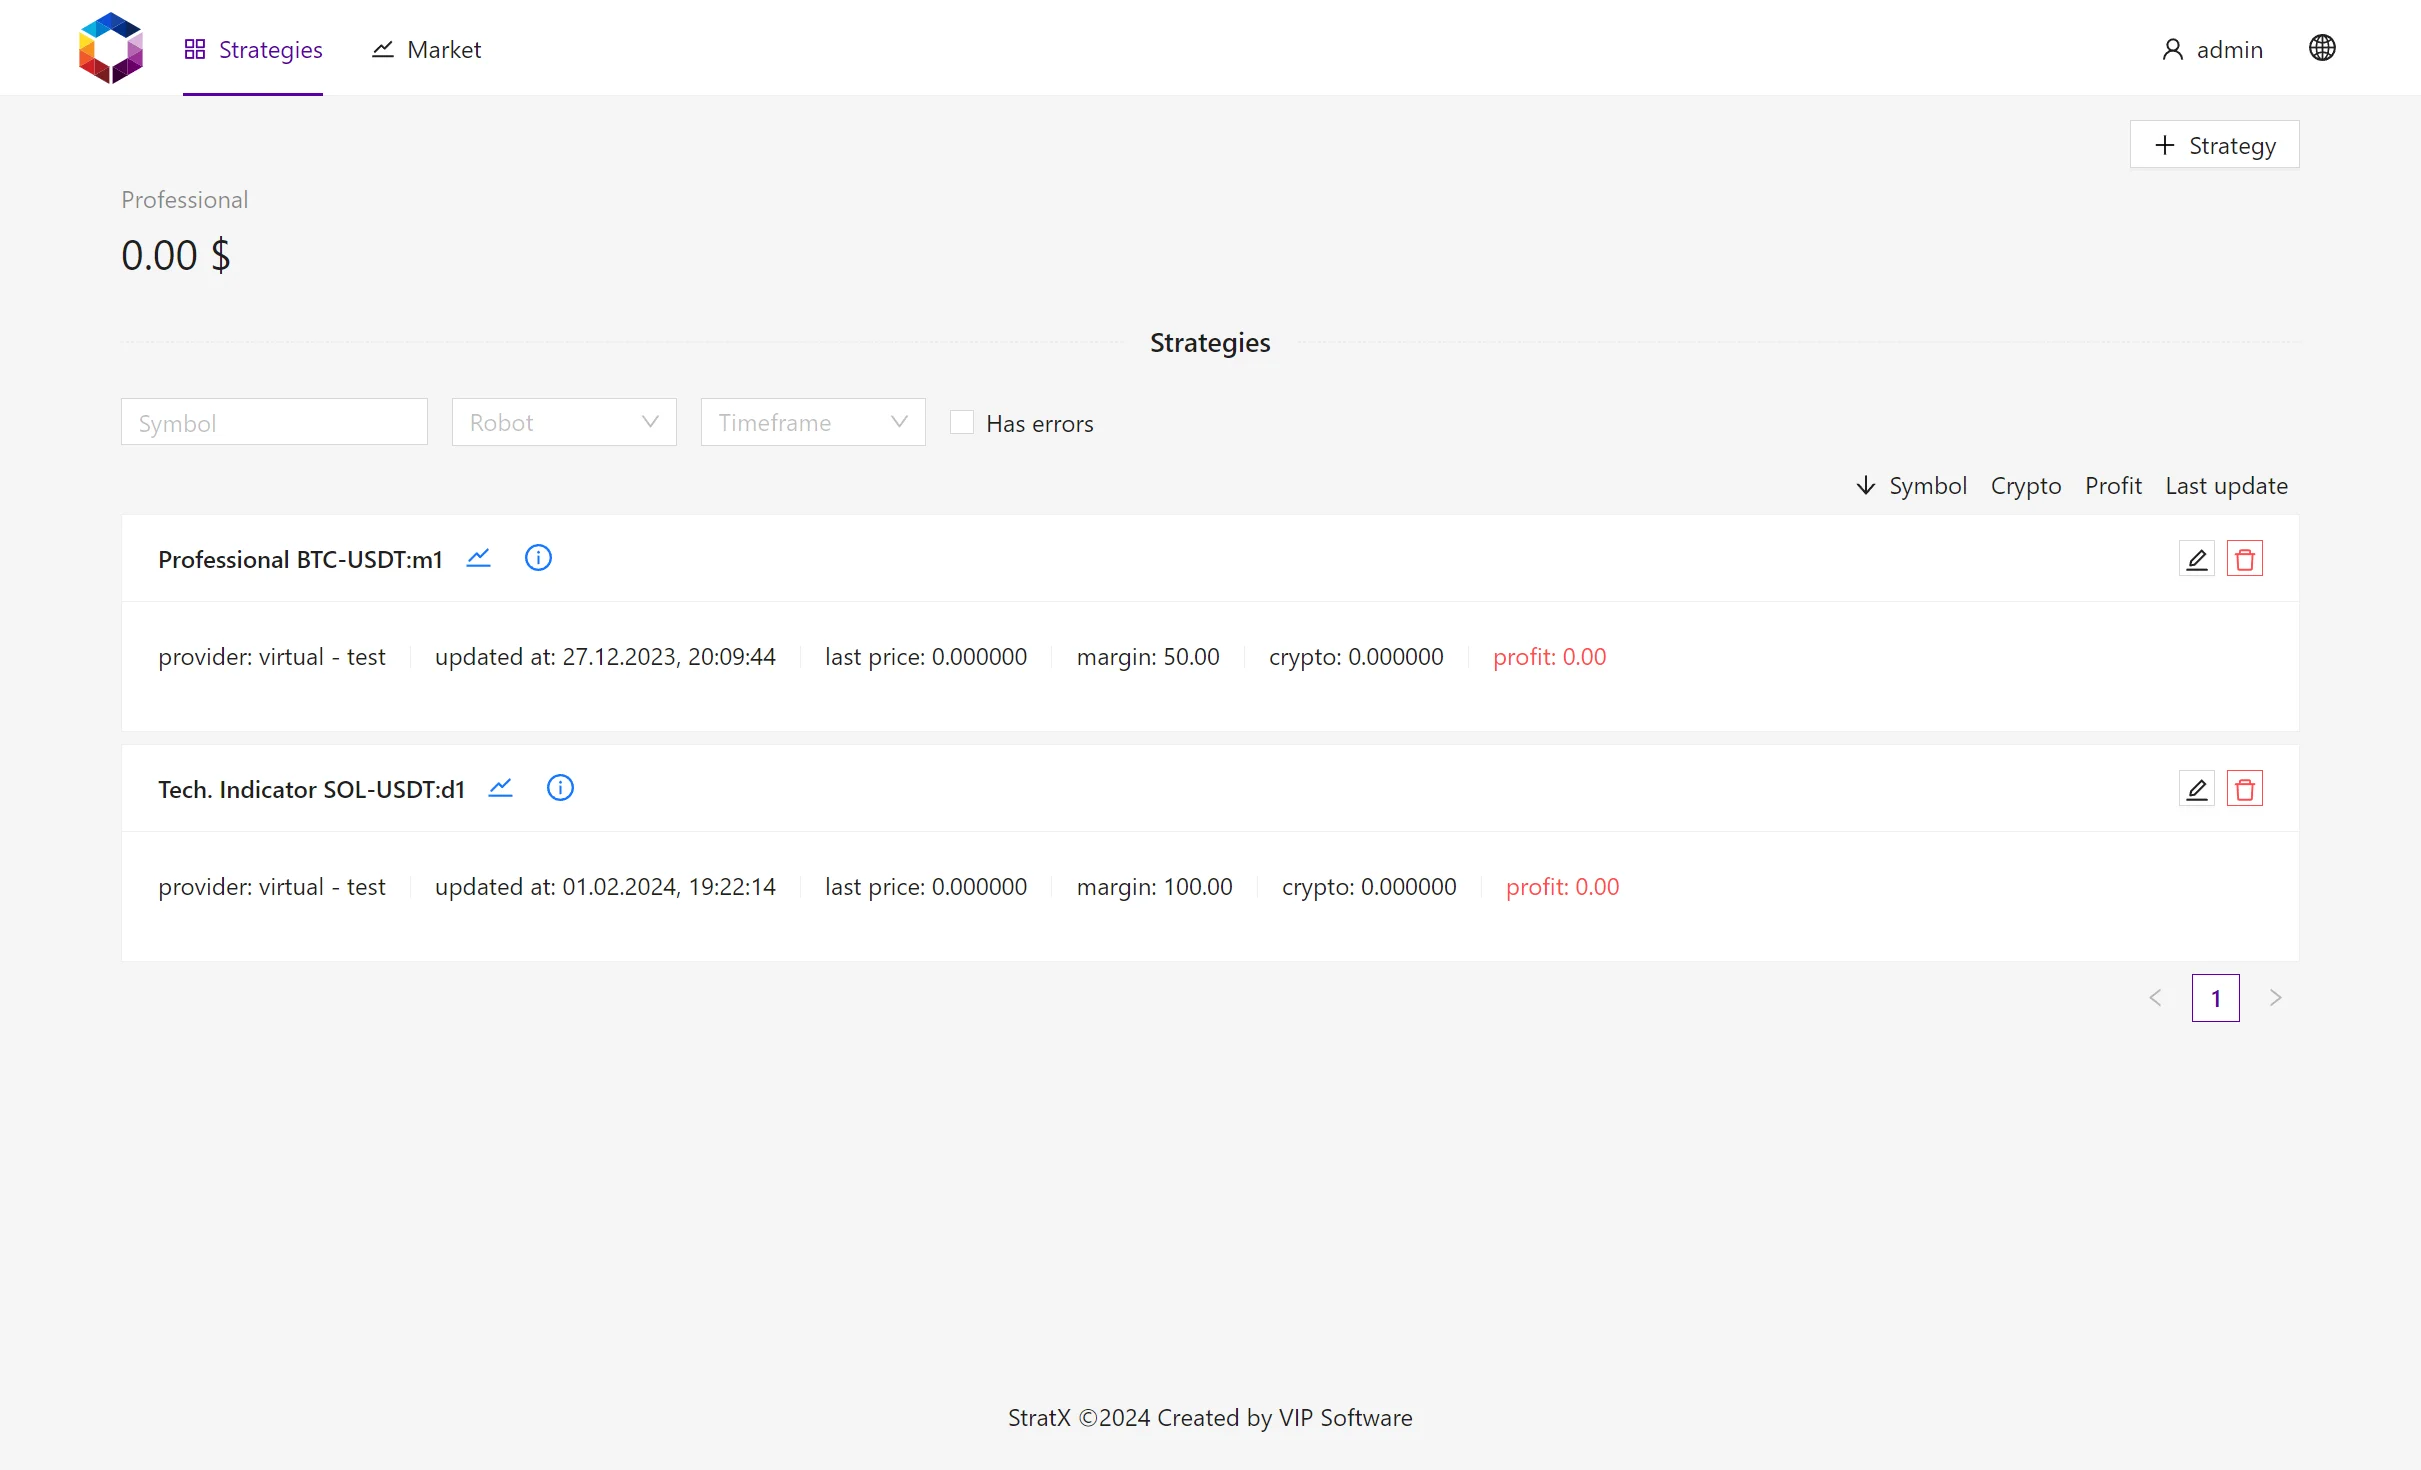 Strategies Market admin
Strategy
Professional
0.00 $
Strategies
Symbol Robot Timeframe Has errors
Symbol Crypto Profit Last update
Professional BTC-USDT:m1
provider: virtual - test updated at: 27.12.2023, 20:09:44 last price: 0.000000 margin: 50.00 crypto: 0.000000 profit: 0.00
Tech. Indicator SOL-USDT:d1
provider: virtual - test updated at: 01.02.2024, 19:22:14 last price: 0.000000 margin: 100.00 crypto: 0.000000 profit: 0.00
1
StratX ©2024 Created by VIP Software